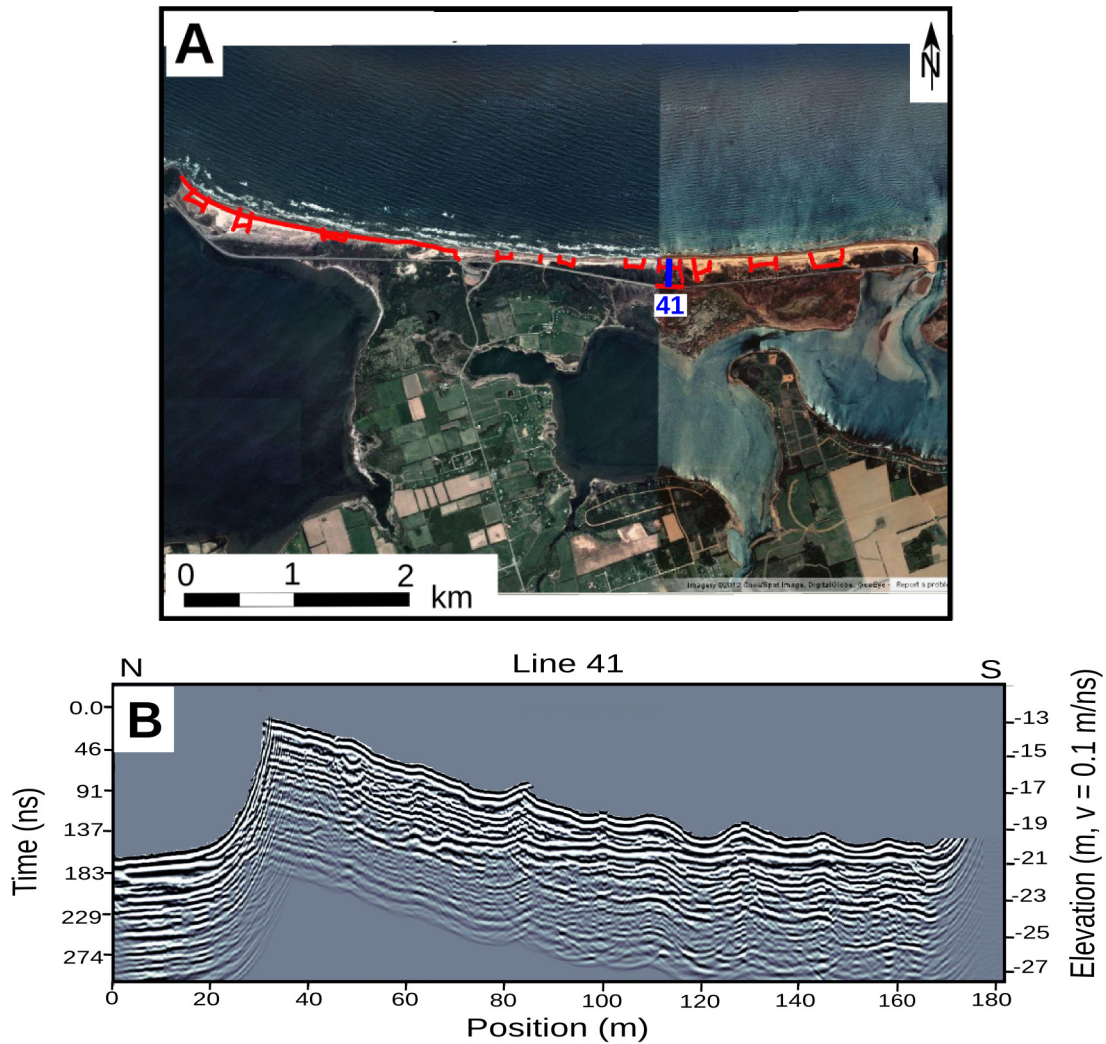 A
N
41
0 1 2
km
Imagery ©2012 Cnes/Spot Image, DigitalGlobe, GeoEye - Report a proble
N Line 41 S
B
Time (ns)
0.0
46
91
137
183
229
274
-13
-15
-17
-19
-21
-23
-25
-27
Elevation (m, v = 0.1 m/ns)
0 20 40 60 80 100 120 140 160 180
Position (m)